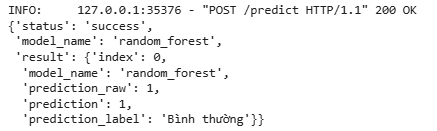 INFO:     127.0.0.1:35376 - "POST /predict HTTP/1.1" 200 OK
{'status': 'success',
 'model_name': 'random_forest',
 'result': {'index': 0,
  'model_name': 'random_forest',
  'prediction_raw': 1,
  'prediction': 1,
  'prediction_label': 'Bình thường'}}